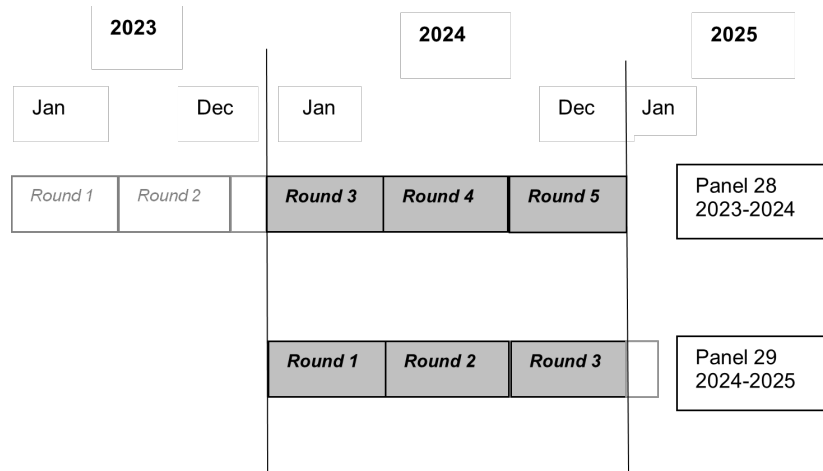 2023
2024
2025
Jan
Dec
Jan
Dec
Jan
Round 1
Round 2
Round 3
Round 4
Round 5
Panel 28
2023-2024
Round 1
Round 2
Round 3
Panel 29
2024-2025